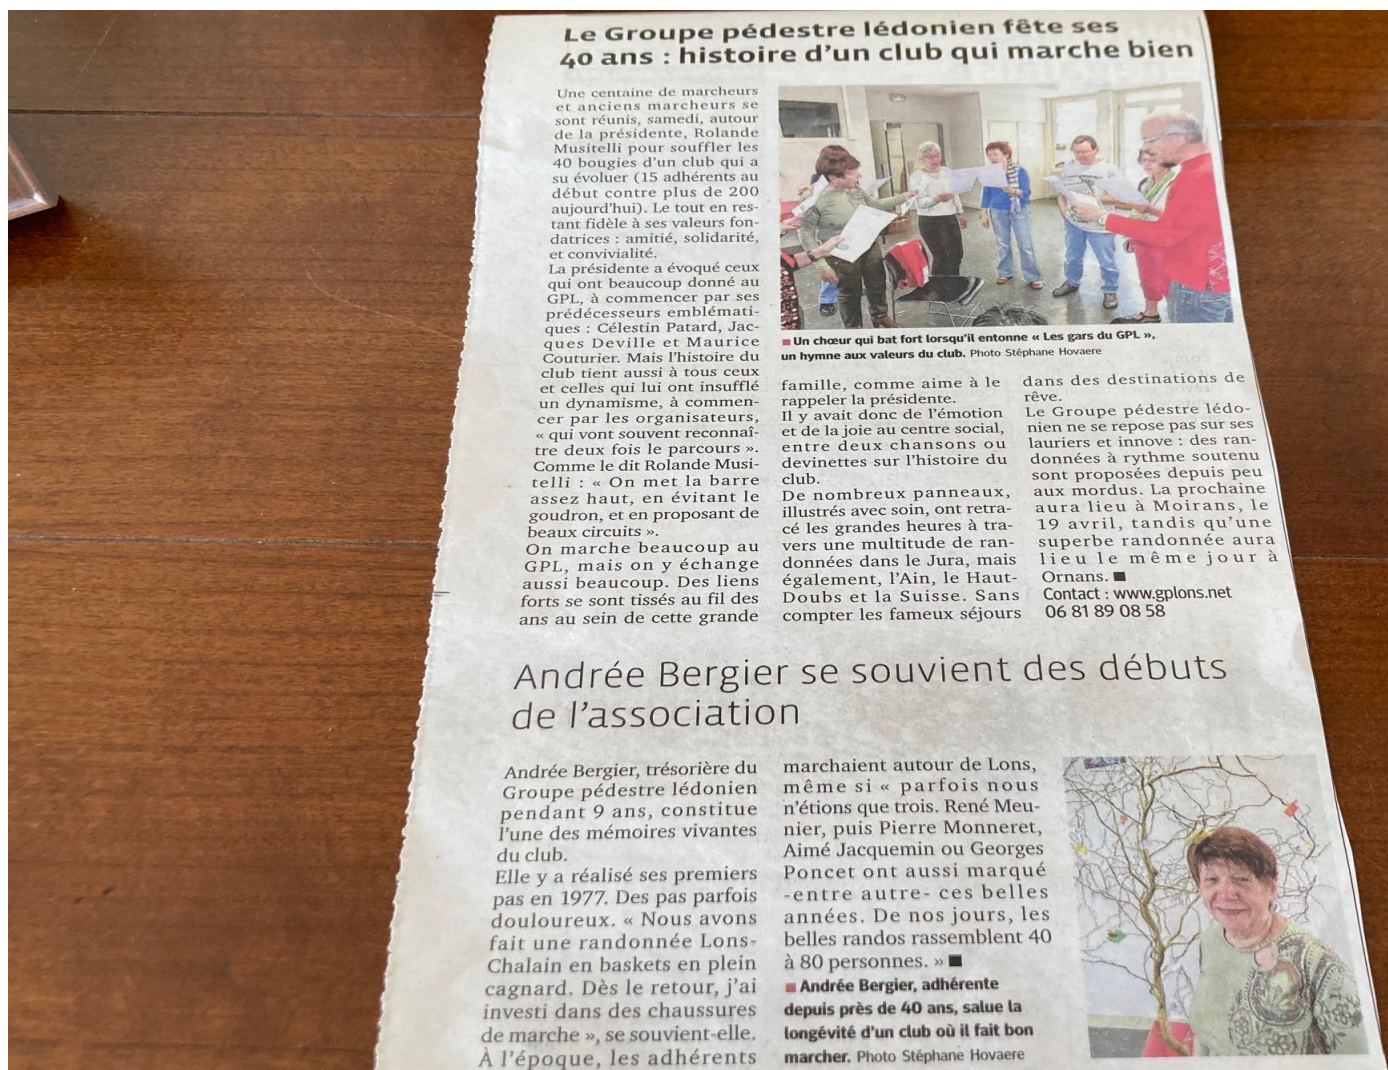 Le Groupe pédestre lédonien fête ses
40 ans : histoire d'un club qui marche bien
Une centaine de marcheurs
et anciens marcheurs se
sont réunis, samedi, autour
de la présidente, Rolande
Musitelli pour souffler les
40 bougies d'un club qui a
su évoluer (15 adhérents au
début contre plus de 200
aujourd'hui). Le tout en res-
tant fidèle à ses valeurs fon-
datrices : amitié, solidarité,
et convivialité.
La présidente a évoqué ceux
qui ont beaucoup donné au
GPL, à commencer par ses
prédécesseurs emblémati-
ques : Célestin Patard, Jac-
ques Deville et Maurice
Couturier. Mais l'histoire du
club tient aussi à tous ceux
et celles qui lui ont insufflé
un dynamisme, à commen-
cer par les organisateurs,
« qui vont souvent reconnaî-
tre deux fois le parcours ».
Comme le dit Rolande Musi-
telli : « On met la barre
assez haut, en évitant le
goudron, et en proposant de
beaux circuits ».
On marche beaucoup au
GPL, mais on y échange
aussi beaucoup. Des liens
forts se sont tissés au fil des
ans au sein de cette grande
■ Un chœur qui bat fort lorsqu'il entonne « Les gars du GPL »,
un hymne aux valeurs du club. Photo Stéphane Hovaere
famille, comme aime à le
rappeler la présidente.
Il y avait donc de l'émotion
et de la joie au centre social,
entre deux chansons ou
devinettes sur l'histoire du
club.
De nombreux panneaux,
illustrés avec soin, ont retra-
cé les grandes heures à tra-
vers une multitude de ran-
données dans le Jura, mais
également, l'Ain, le Haut-
Doubs et la Suisse. Sans
compter les fameux séjours
dans des destinations de
rêve.
Le Groupe pédestre lédo-
nien ne se repose pas sur ses
lauriers et innove : des ran-
données à rythme soutenu
sont proposées depuis peu
aux mordus. La prochaine
aura lieu à Moirans, le
19 avril, tandis qu'une
superbe randonnée aura
lieu le même jour à
Ornans. ■
Contact : www.gplons.net
06 81 89 08 58
Andrée Bergier se souvient des débuts
de l'association
Andrée Bergier, trésorière du
Groupe pédestre lédonien
pendant 9 ans, constitue
l'une des mémoires vivantes
du club.
Elle y a réalisé ses premiers
pas en 1977. Des pas parfois
douloureux. « Nous avons
fait une randonnée Lons-
Chalain en baskets en plein
cagnard. Dès le retour, j'ai
investi dans des chaussures
de marche », se souvient-elle.
À l'époque, les adhérents
marchaient autour de Lons,
même si « parfois nous
n'étions que trois. René Meu-
nier, puis Pierre Monneret,
Aimé Jacquemin ou Georges
Poncet ont aussi marqué
-entre autre- ces belles
années. De nos jours, les
belles randos rassemblent 40
à 80 personnes. » ■
■ Andrée Bergier, adhérente
depuis près de 40 ans, salue la
longévité d'un club où il fait bon
marcher. Photo Stéphane Hovaere